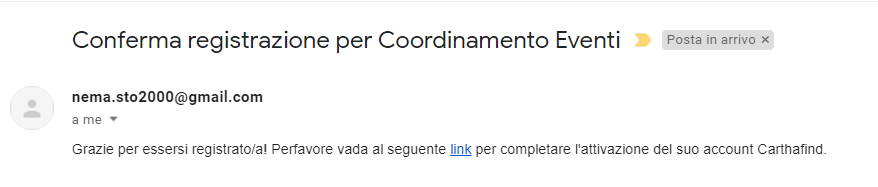 Conferma registrazione per Coordinamento Eventi Posta in arrivo ×
nema.sto2000@gmail.com
a me
Grazie per essersi registrato/a! Perfavore vada al seguente link per completare l'attivazione del suo account Carthafind.